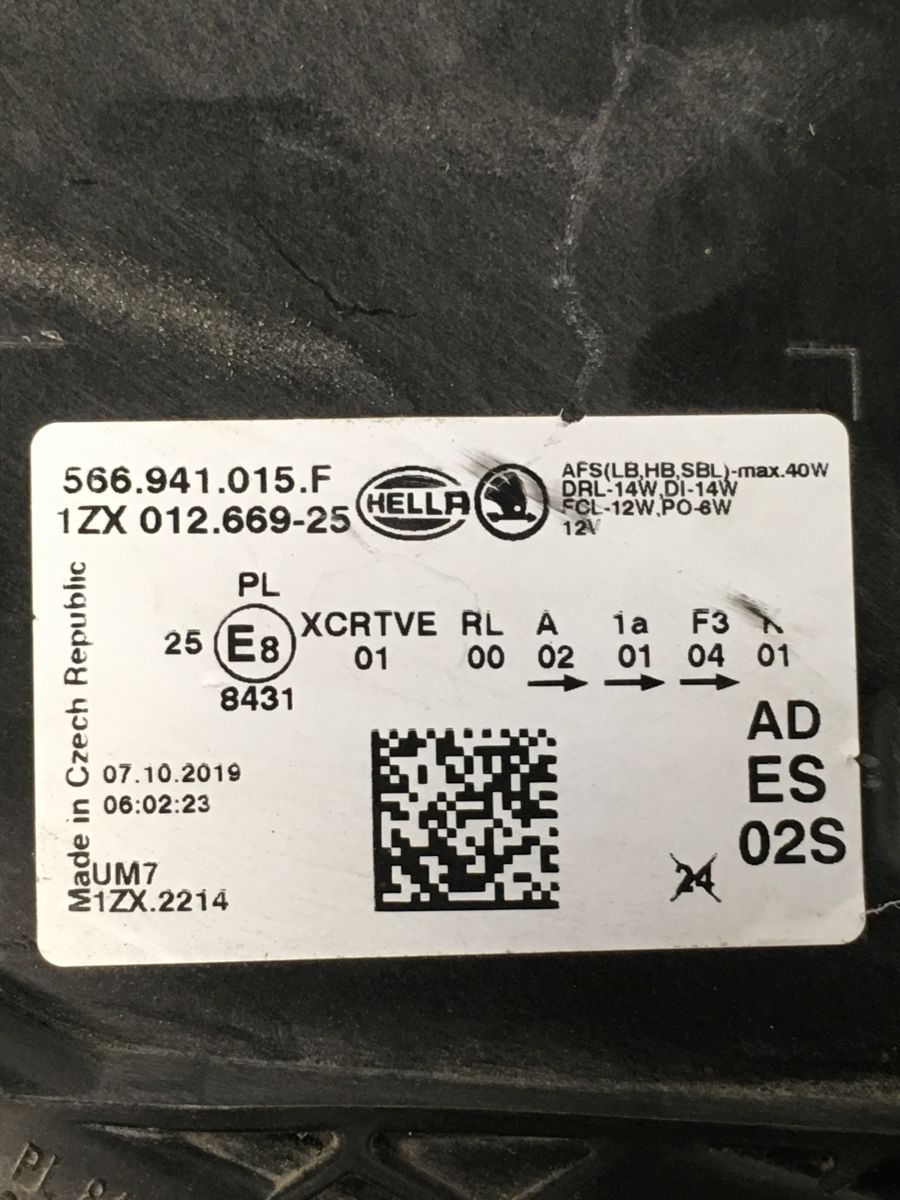 566.941.015.F
1ZX 012.669-25
HELLA
AFS(LB,HB,SBL)-max.40W
DRL-14W,DI-14W
FCL-12W,PO-6W
12V
PL
25 E8 XCRTVE RL A 1a F3
01 00 02 01 04 01
8431
Made in Czech Republic
07.10.2019
06:02:23
AD
ES
02S
UM7
1ZX.2214
24
PL